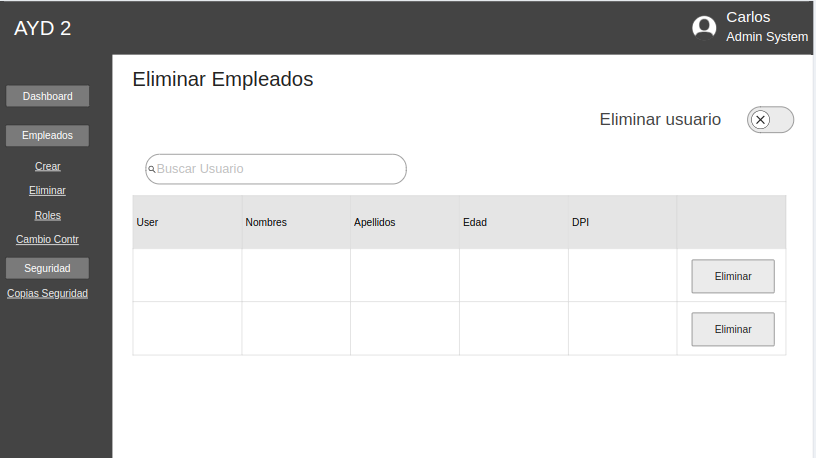 AYD 2
Carlos
Admin System
Dashboard
Empleados
Crear
Eliminar
Roles
Cambio Contr
Seguridad
Copias Seguridad
Eliminar Empleados
Eliminar usuario
Buscar Usuario
User Nombres Apellidos Edad DPI
Eliminar
Eliminar